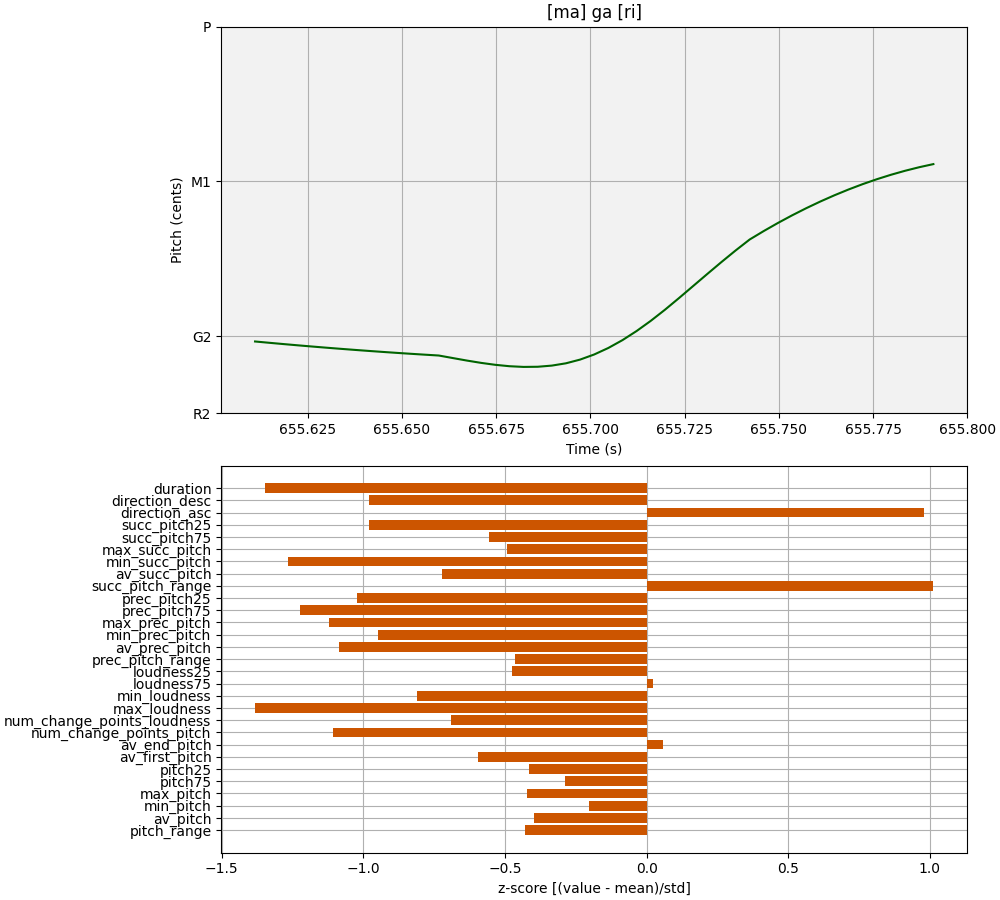 [ma] ga [ri]
P
M1
G2
R2
Pitch (cents)
655.625 655.650 655.675 655.700 655.725 655.750 655.775 655.800
Time (s)
duration
direction_desc
direction_asc
succ_pitch25
succ_pitch75
max_succ_pitch
min_succ_pitch
av_succ_pitch
succ_pitch_range
prec_pitch25
prec_pitch75
max_prec_pitch
min_prec_pitch
av_prec_pitch
prec_pitch_range
loudness25
loudness75
min_loudness
max_loudness
num_change_points_loudness
num_change_points_pitch
av_end_pitch
av_first_pitch
pitch25
pitch75
max_pitch
min_pitch
av_pitch
pitch_range
−1.5 −1.0 −0.5 0.0 0.5 1.0
z-score [(value - mean)/std]